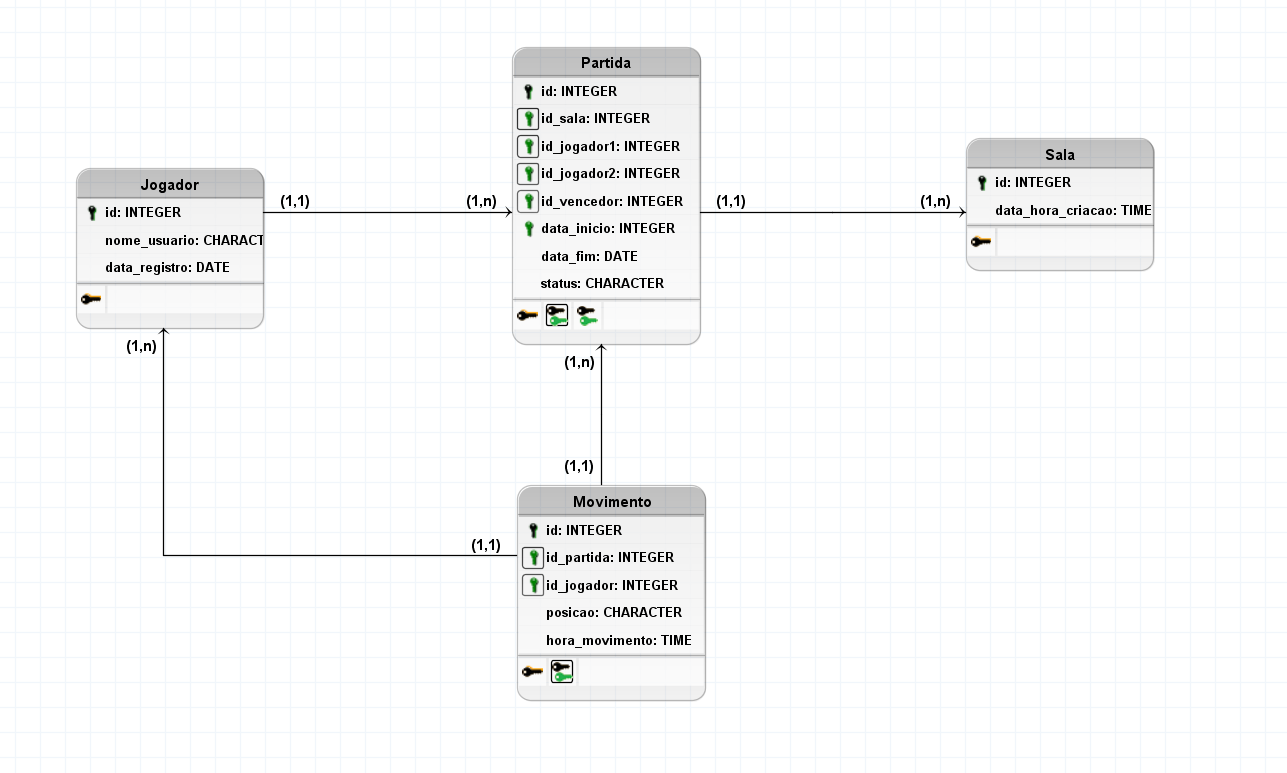 Partida
id: INTEGER
id_sala: INTEGER
id_jogador1: INTEGER
id_jogador2: INTEGER
id_vencedor: INTEGER
data_inicio: INTEGER
data_fim: DATE
status: CHARACTER
Jogador
id: INTEGER
nome_usuario: CHARACT
data_registro: DATE
(1,1)
(1,n)
(1,1)
(1,n)
Sala
id: INTEGER
data_hora_criacao: TIME
(1,n)
(1,n)
(1,1)
(1,1)
Movimento
id: INTEGER
id_partida: INTEGER
id_jogador: INTEGER
posicao: CHARACTER
hora_movimento: TIME